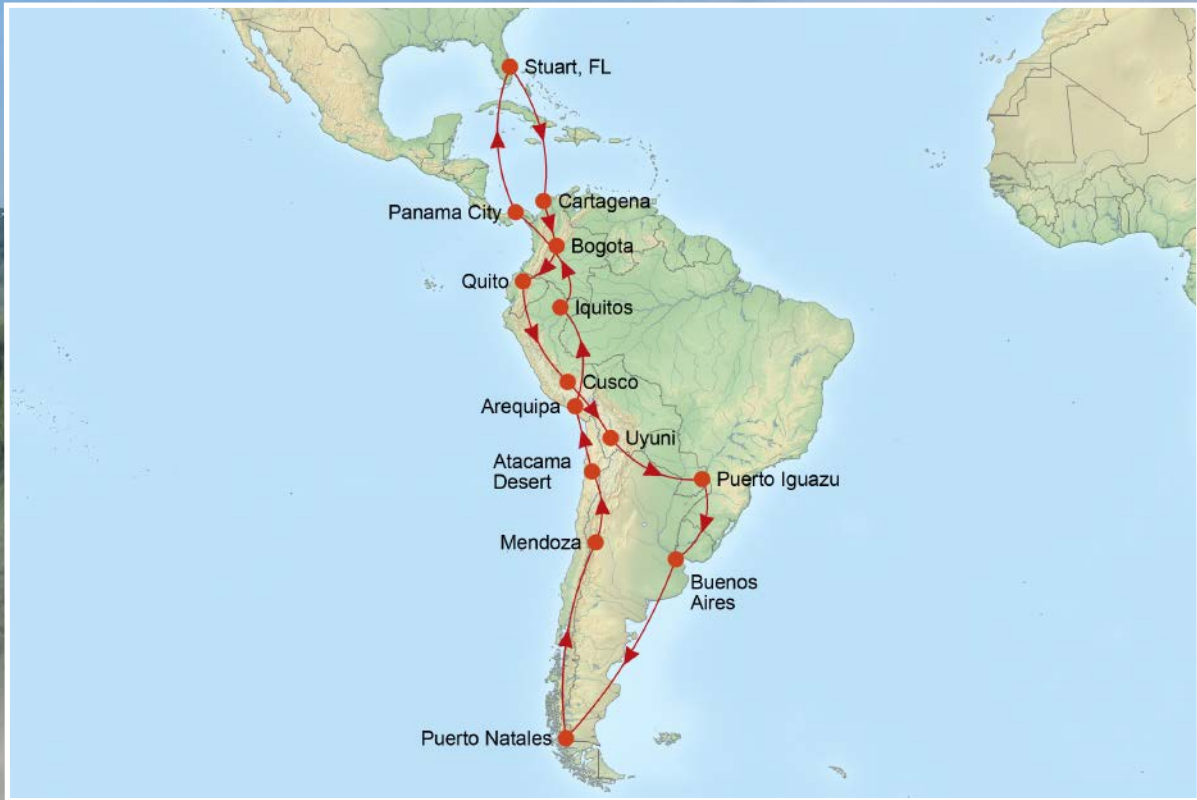 Stuart, FL
Cartagena
Panama City
Bogota
Quito
Iquitos
Cusco
Arequipa
Uyuni
Atacama
Desert
Puerto Iguazu
Mendoza
Buenos
Aires
Puerto Natales